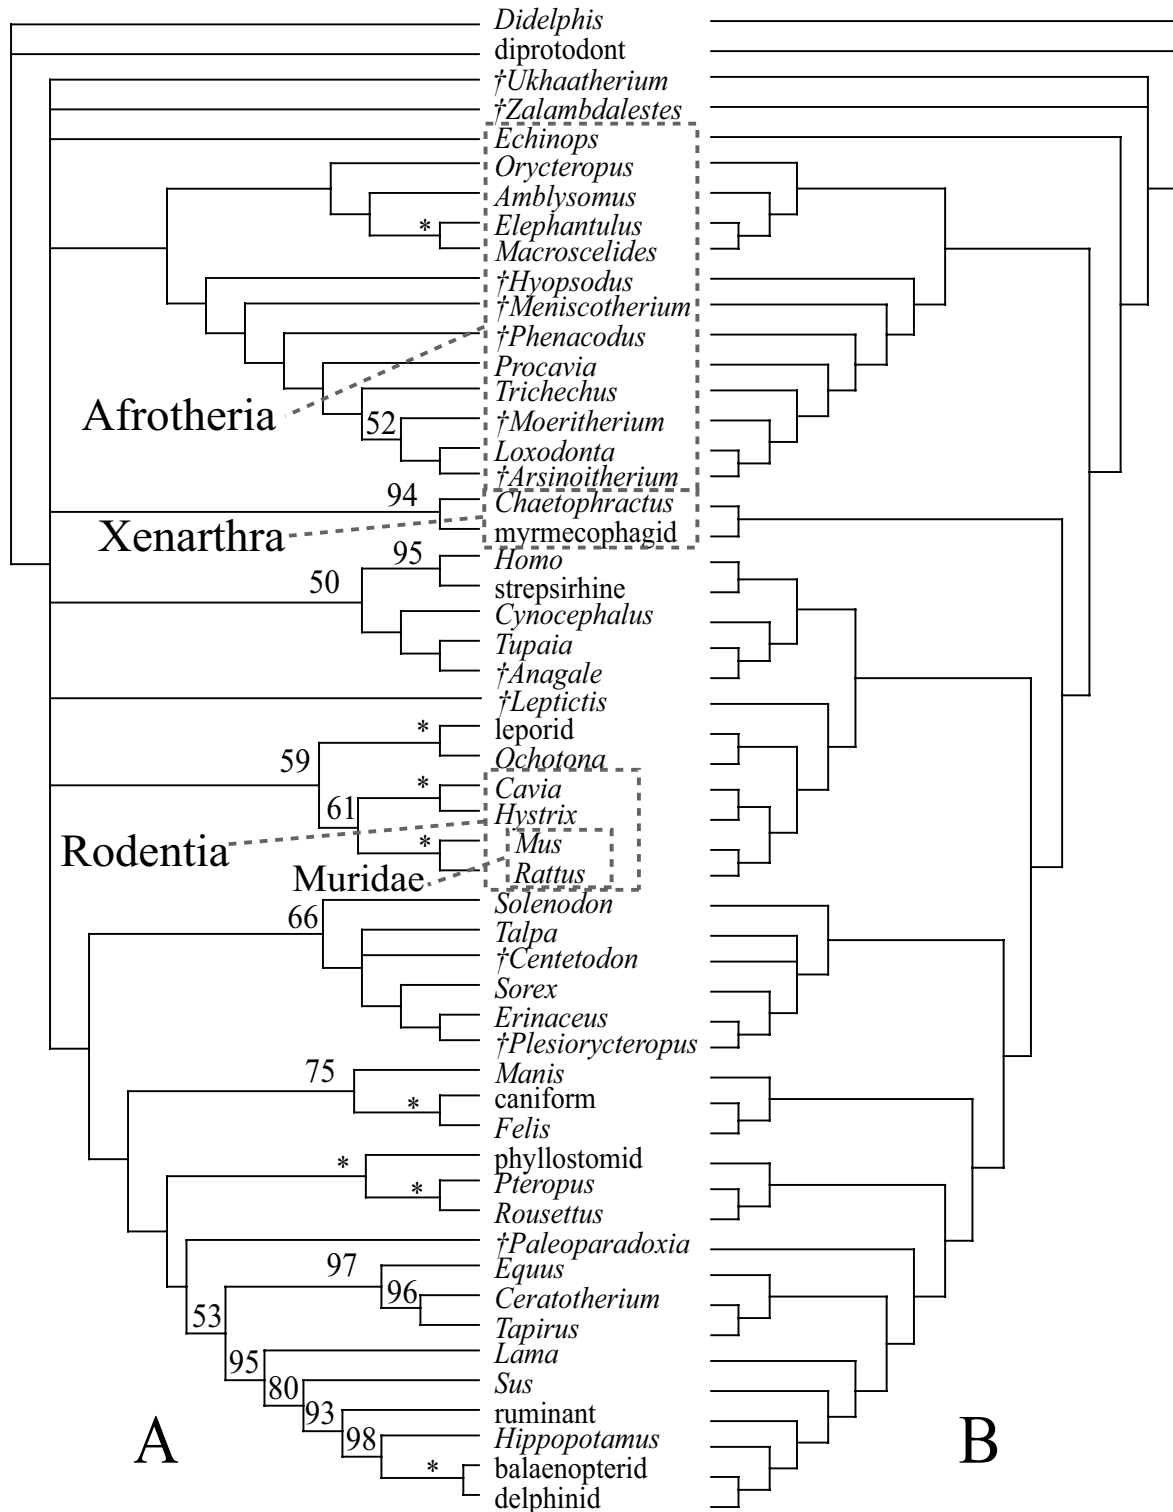 Didelphis
diprotodont
†Ukhaatherium
†Zalambdalestes
Echinops
Orycteropus
Amblysomus
*
Elephantulus
Macroscelides
†Hyopsodus
†Meniscotherium
†Phenacodus
Procavia
Trichechus
Afrotheria
52
†Moeritherium
Loxodonta
†Arsinoitherium
94
Chaetophractus
Xenarthra
myrmecophagid
95
Homo
50
strepsirhine
Cynocephalus
Tupaia
†Anagale
†Leptictis
*
leporid
59
Ochotona
*
Cavia
61
Hystrix
Rodentia
*
Mus
Muridae
Rattus
66
Solenodon
Talpa
†Centetodon
Sorex
Erinaceus
†Plesiorycteropus
75
Manis
*
caniform
Felis
*
phyllostomid
*
Pteropus
Rousettus
†Paleoparadoxia
97
Equus
96
Ceratotherium
53
Tapirus
95
Lama
80
Sus
93
ruminant
98
Hippopotamus
A
B
*
balaenopterid
delphinid